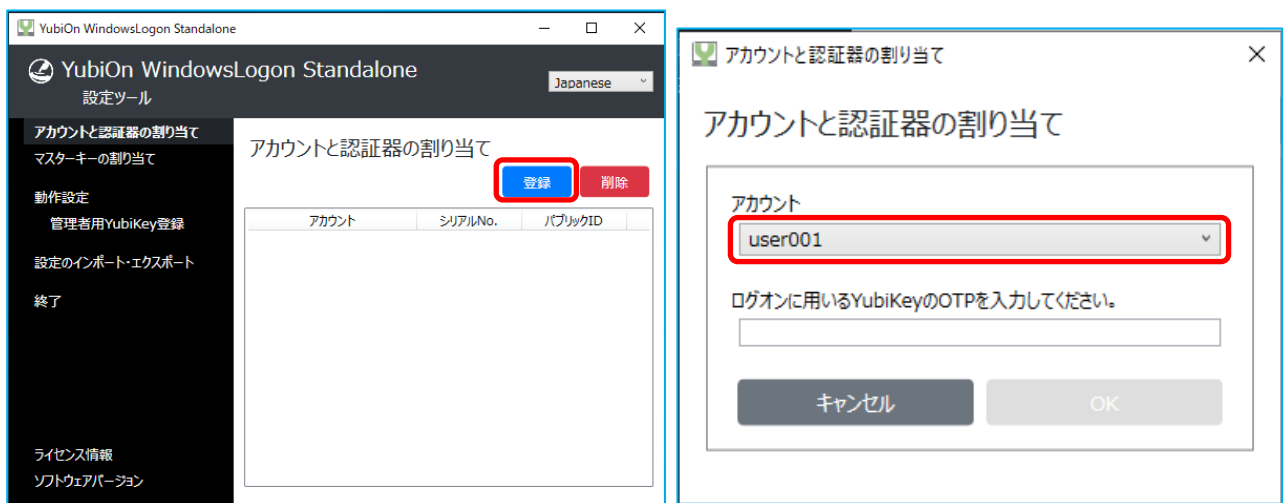 YubiOn WindowsLogon Standalone
YubiOn WindowsLogon Standalone
設定ツール
Japanese
アカウントと認証器の割り当て
マスターキーの割り当て
動作設定
管理者用YubiKey登録
設定のインポート・エクスポート
終了
ライセンス情報
ソフトウェアバージョン
アカウントと認証器の割り当て
登録 削除
アカウント シリアルNo. パブリックID
アカウントと認証器の割り当て
アカウントと認証器の割り当て
アカウント
user001
ログオンに用いるYubiKeyのOTPを入力してください。
キャンセル OK